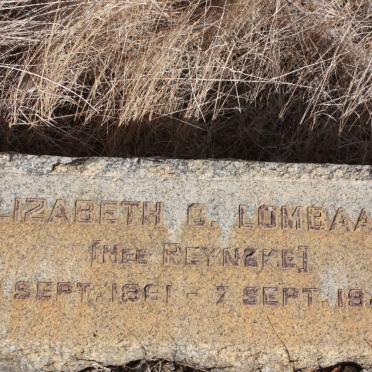 LIZABETH C. LOMBAA
[NEE REYNEKE]
SEPT. 1861 - 7 SEPT. 19